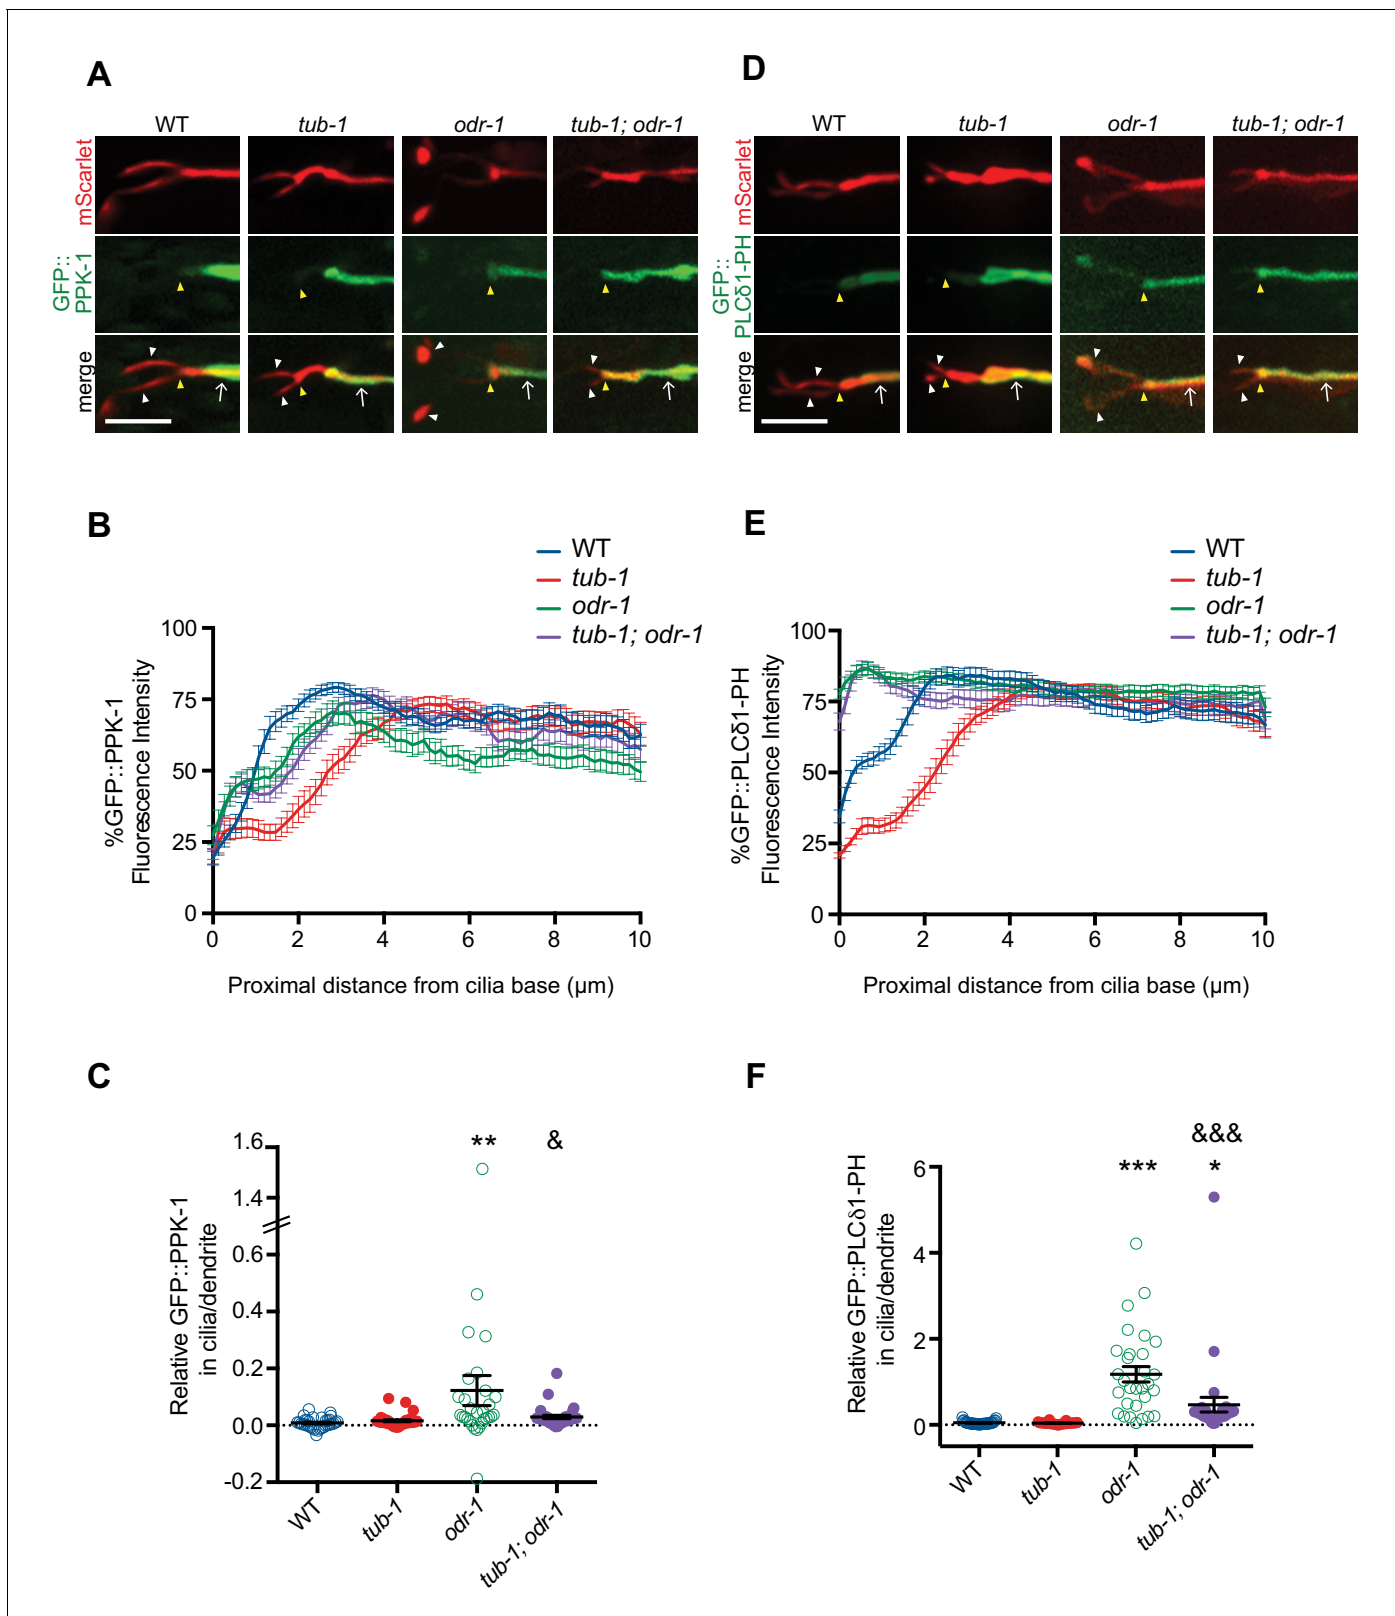 A
WT tub-1 odr-1 tub-1; odr-1
mScarlet
GFP::
PPK-1
merge
D
WT tub-1 odr-1 tub-1; odr-1
mScarlet
GFP::
PLCδ1-PH
merge
B
WT
tub-1
odr-1
tub-1; odr-1
100
75
50
25
0
%GFP::PPK-1
Fluorescence Intensity
0 2 4 6 8 10
Proximal distance from cilia base (µm)
E
WT
tub-1
odr-1
tub-1; odr-1
100
75
50
25
0
%GFP::PLCδ1-PH
Fluorescence Intensity
0 2 4 6 8 10
Proximal distance from cilia base (µm)
C
** &
1.6
1.4
0.6
0.4
0.2
0.0
-0.2
Relative GFP::PPK-1
in cilia/dendrite
WT tub-1 odr-1 tub-1; odr-1
F
&&&
*** *
6
4
2
0
Relative GFP::PLCδ1-PH
in cilia/dendrite
WT tub-1 odr-1 tub-1; odr-1